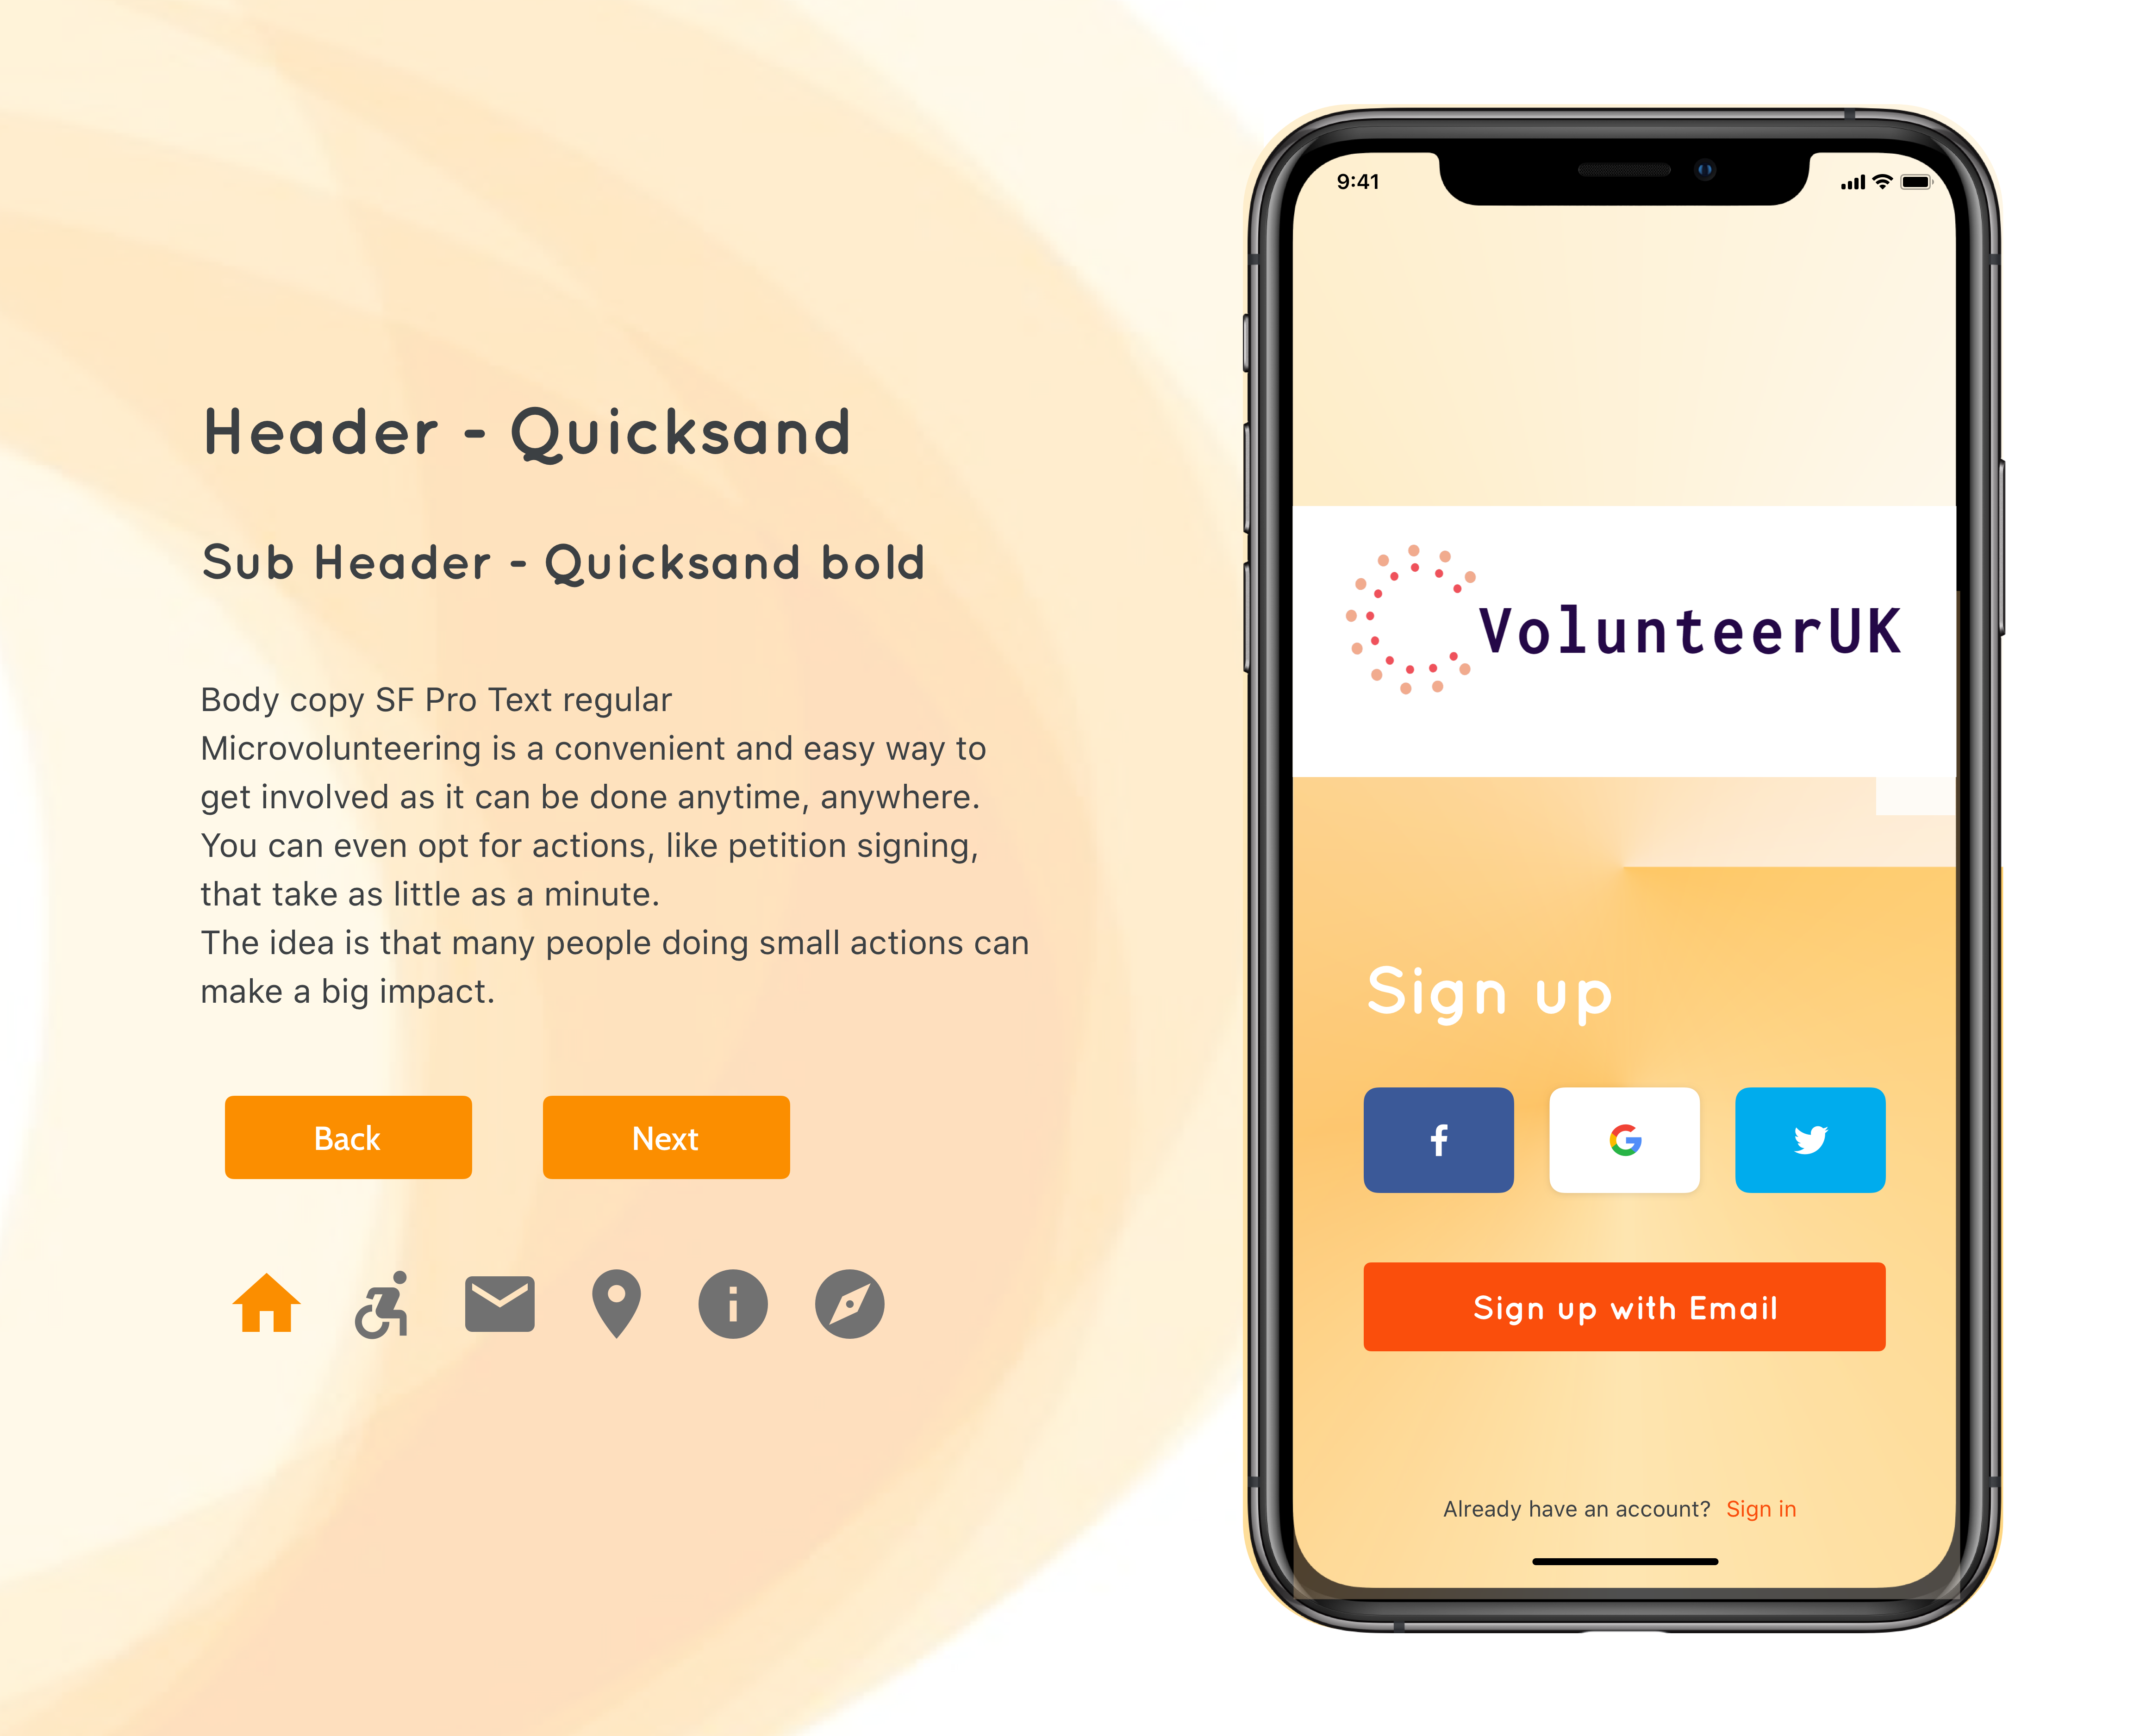 Header - Quicksand
Sub Header - Quicksand bold
Body copy SF Pro Text regular
Microvolunteering is a convenient and easy way to
get involved as it can be done anytime, anywhere.
You can even opt for actions, like petition signing,
that take as little as a minute.
The idea is that many people doing small actions can
make a big impact.
Back
Next
9:41
VolunteerUK
Sign up
Sign up with Email
Already have an account? Sign in